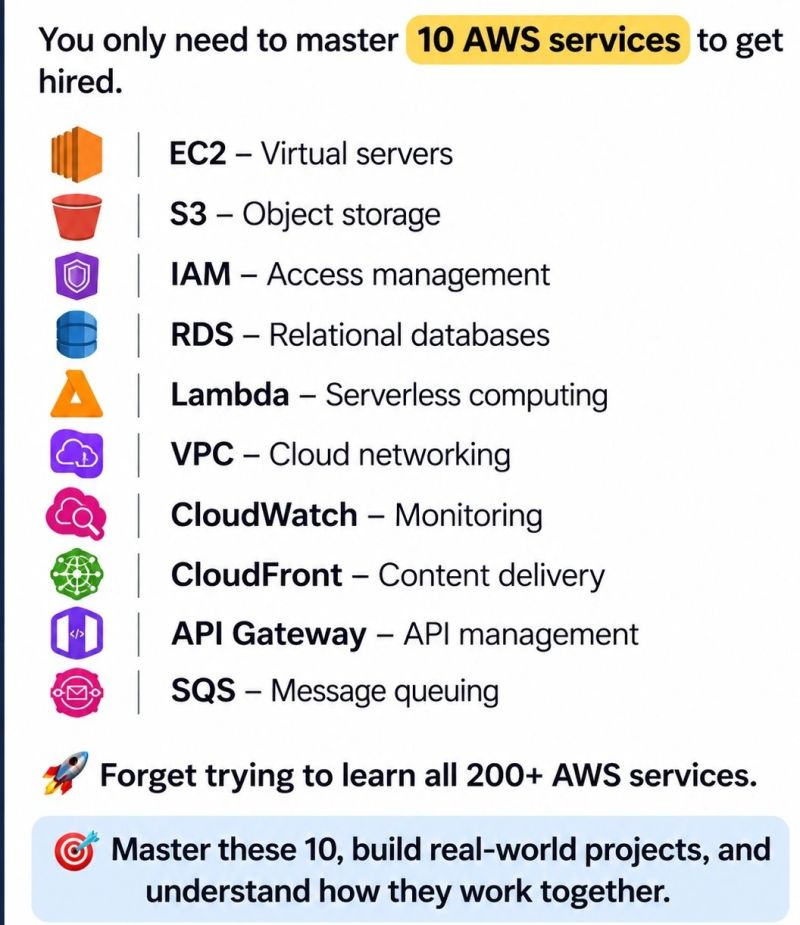 You only need to master 10 AWS services to get
hired.
EC2 – Virtual servers
S3 – Object storage
IAM – Access management
RDS – Relational databases
Lambda – Serverless computing
VPC – Cloud networking
CloudWatch – Monitoring
CloudFront – Content delivery
</> API Gateway – API management
SQS – Message queuing
🚀 Forget trying to learn all 200+ AWS services.
🎯 Master these 10, build real-world projects, and
understand how they work together.